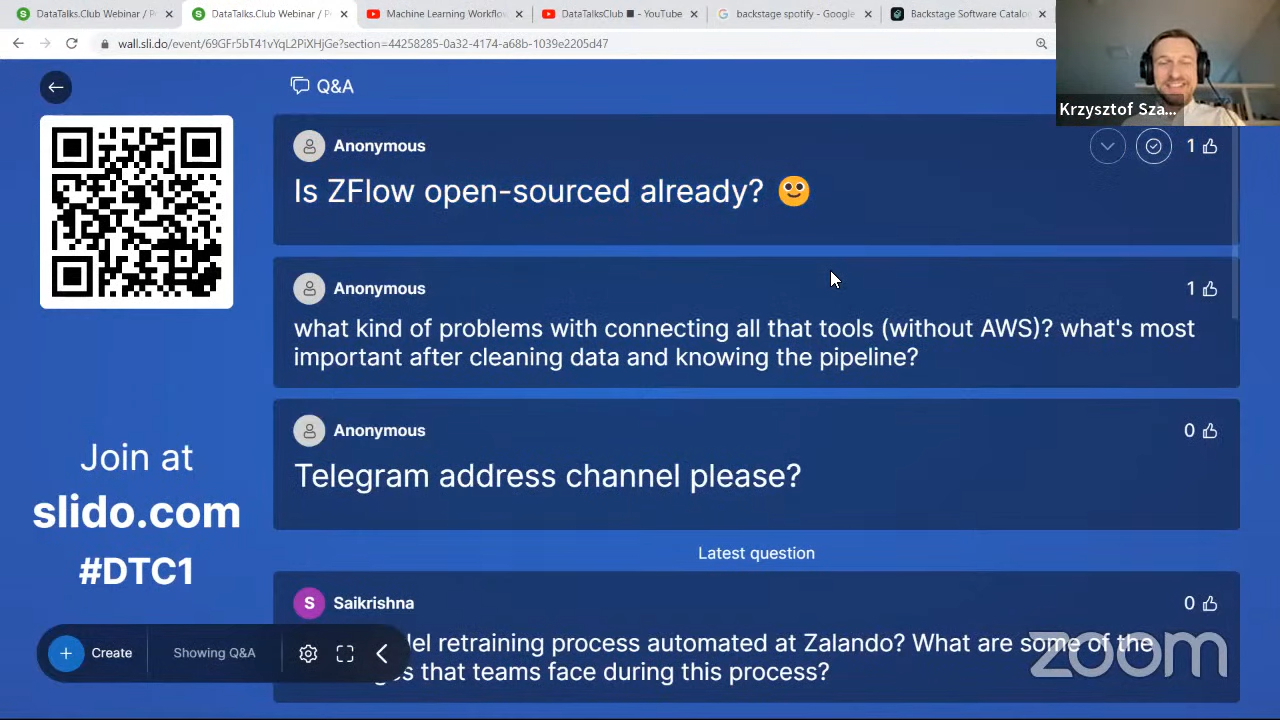 DataTalks.Club Webinar / P
DataTalks.Club Webinar / P
Machine Learning Workflow
DataTalksClub - YouTube
backstage spotify - Google
Backstage Software Catalo
wall.sli.do/event/69GFr5bT41vYqL2PiXHjGe?section=44258285-0a32-4174-a68b-1039e2205d47
Krzysztof Sza...
Q&A
Anonymous
1
Is ZFlow open-sourced already?
Anonymous
1
what kind of problems with connecting all that tools (without AWS)? what's most
important after cleaning data and knowing the pipeline?
Anonymous
0
Telegram address channel please?
Join at
slido.com
#DTC1
Latest question
S
Saikrishna
0
retraining process automated at Zalando? What are some of the
that teams face during this process?
Create
Showing Q&A
zoom